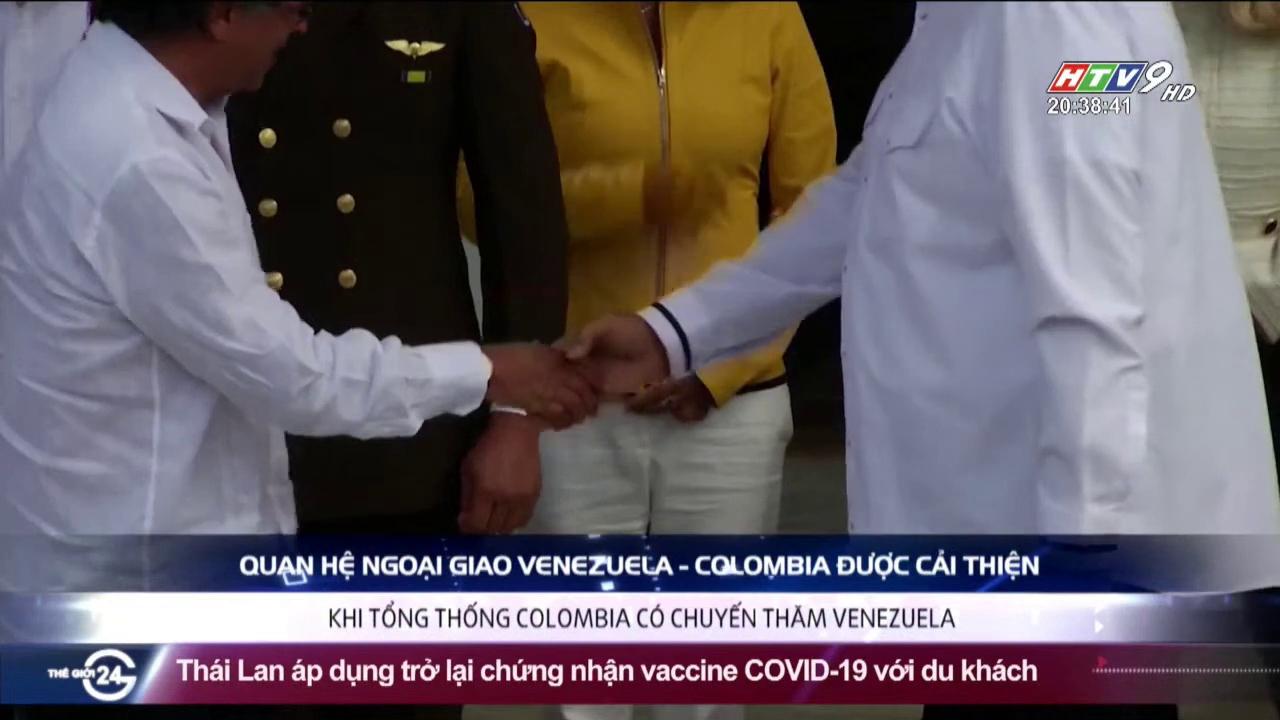 HTV9 HD
20:38:41
QUAN HỆ NGOẠI GIAO VENEZUELA - COLOMBIA ĐƯỢC CẢI THIỆN
KHI TỔNG THỐNG COLOMBIA CÓ CHUYẾN THĂM VENEZUELA
THẾ GIỚI 24G
Thái Lan áp dụng trở lại chứng nhận vaccine COVID-19 với du khách